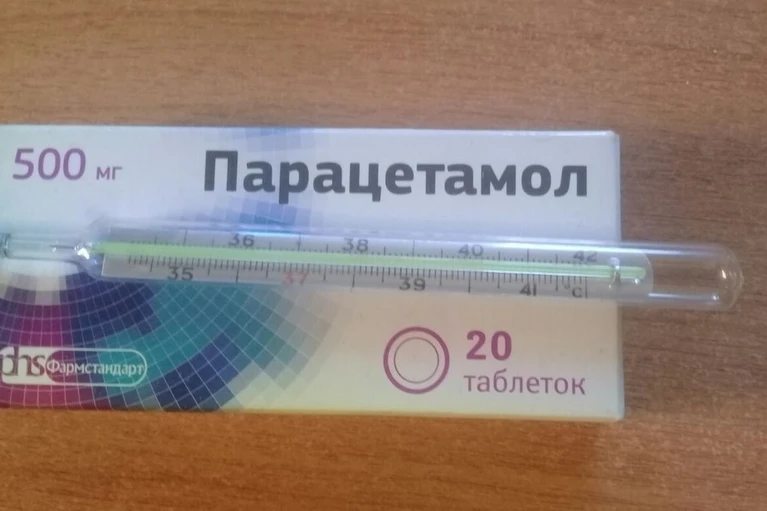 500 мг
Парацетамол
36 38 40 42
35 37 39 41 °C
phs Фармстандарт
20
таблеток